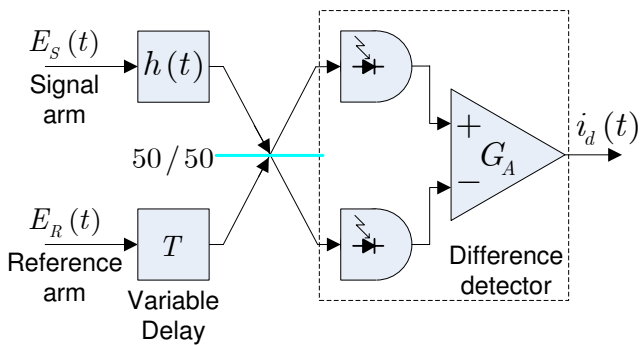 E_S(t)
Signal
arm
h(t)
50/50
E_R(t)
Reference
arm
T
Variable
Delay
+
−
G_A
i_d(t)
Difference
detector